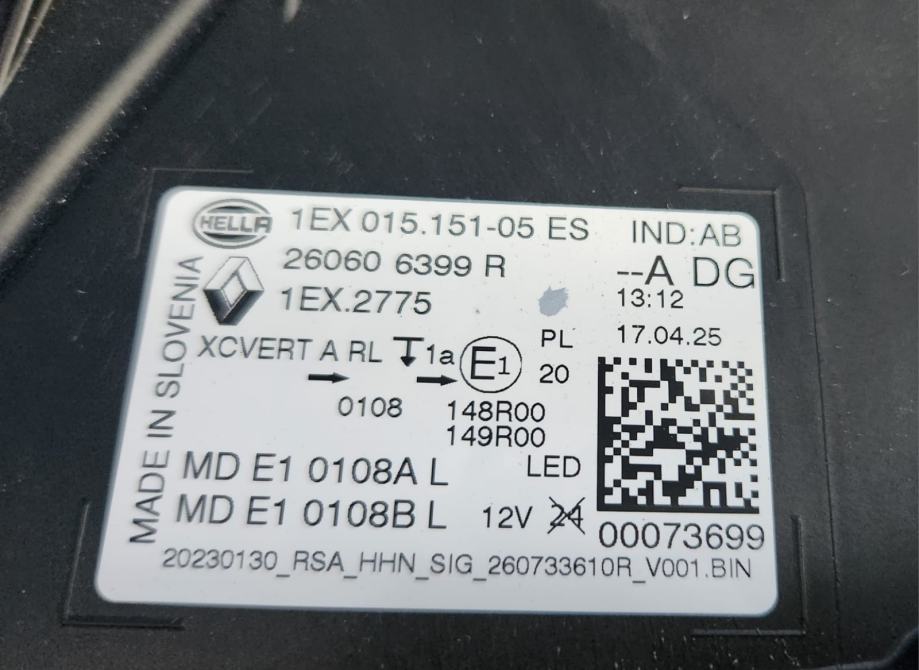 HELLA 1EX 015.151-05 ES IND:AB
26060 6399 R --A DG
1EX.2775 13:12
PL 17.04.25
XCVERT A RL 1a E1 20
0108 148R00
149R00
MD E1 0108A L LED
MD E1 0108B L 12V 24
00073699
20230130_RSA_HHN_SIG_260733610R_V001.BIN
MADE IN SLOVENIA